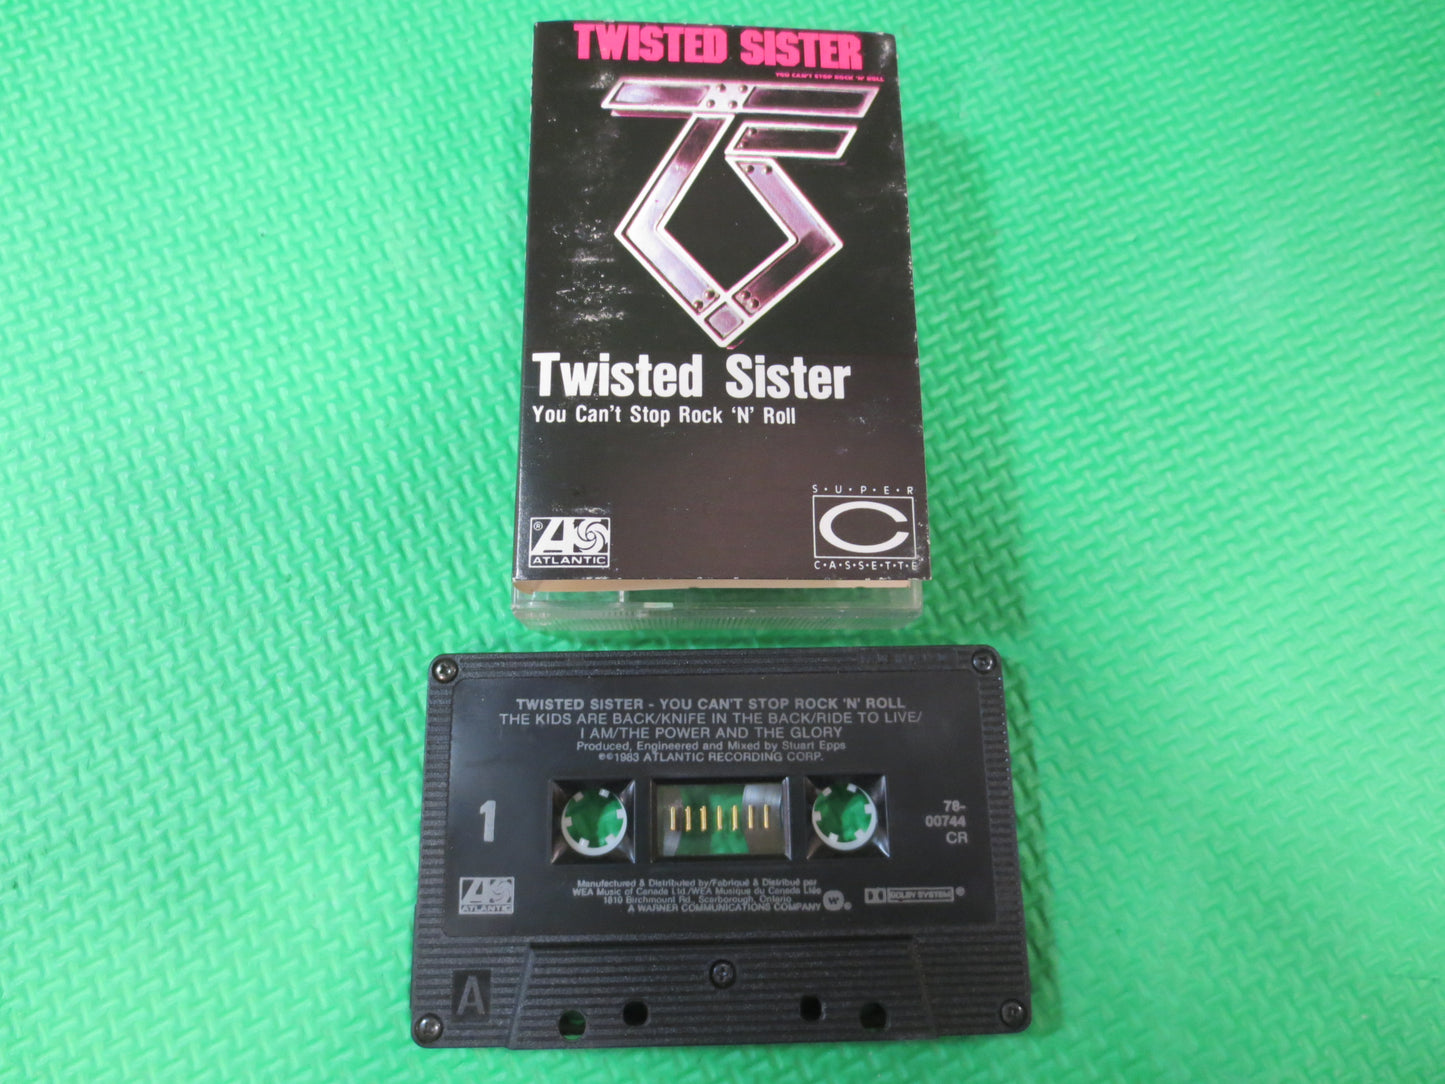 TWISTED SISTER
YOU CAN'T STOP ROCK 'N' ROLL
Twisted Sister
You Can't Stop Rock 'N' Roll
®
ATLANTIC
S·U·P·E·R
C
C·A·S·S·E·T·T·E
TWISTED SISTER - YOU CAN'T STOP ROCK 'N' ROLL
THE KIDS ARE BACK/KNIFE IN THE BACK/RIDE TO LIVE/
I AM/THE POWER AND THE GLORY
Produced, Engineered and Mixed by Stuart Epps
℗©1983 ATLANTIC RECORDING CORP.
1
78-
00744
CR
ATLANTIC
Manufactured & Distributed by/Fabriqué & Distribué par
WEA Music of Canada Ltd./WEA Musique du Canada Ltée
1810 Birchmount Rd., Scarborough, Ontario
A WARNER COMMUNICATIONS COMPANY
DOLBY SYSTEM ®
A